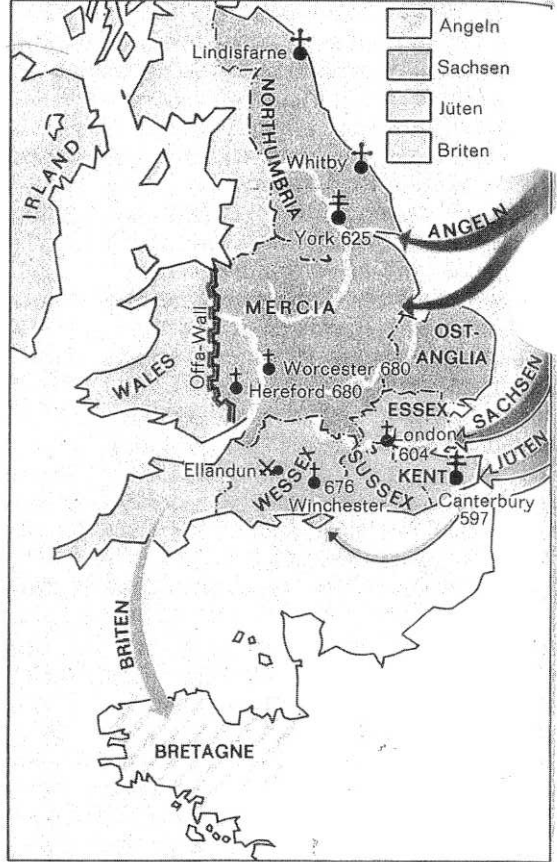 Angeln
Sachsen
Jüten
Briten
Lindisfarne
NORTHUMBRIA
IRLAND
Whitby
York 625
ANGELN
MERCIA
OST-
ANGLIA
Offa-Wall
WALES
Worcester 680
Hereford 680
ESSEX
SACHSEN
London
604
JÜTEN
Ellandun
WESSEX
SUSSEX
KENT
676
Winchester
Canterbury
597
BRITEN
BRETAGNE